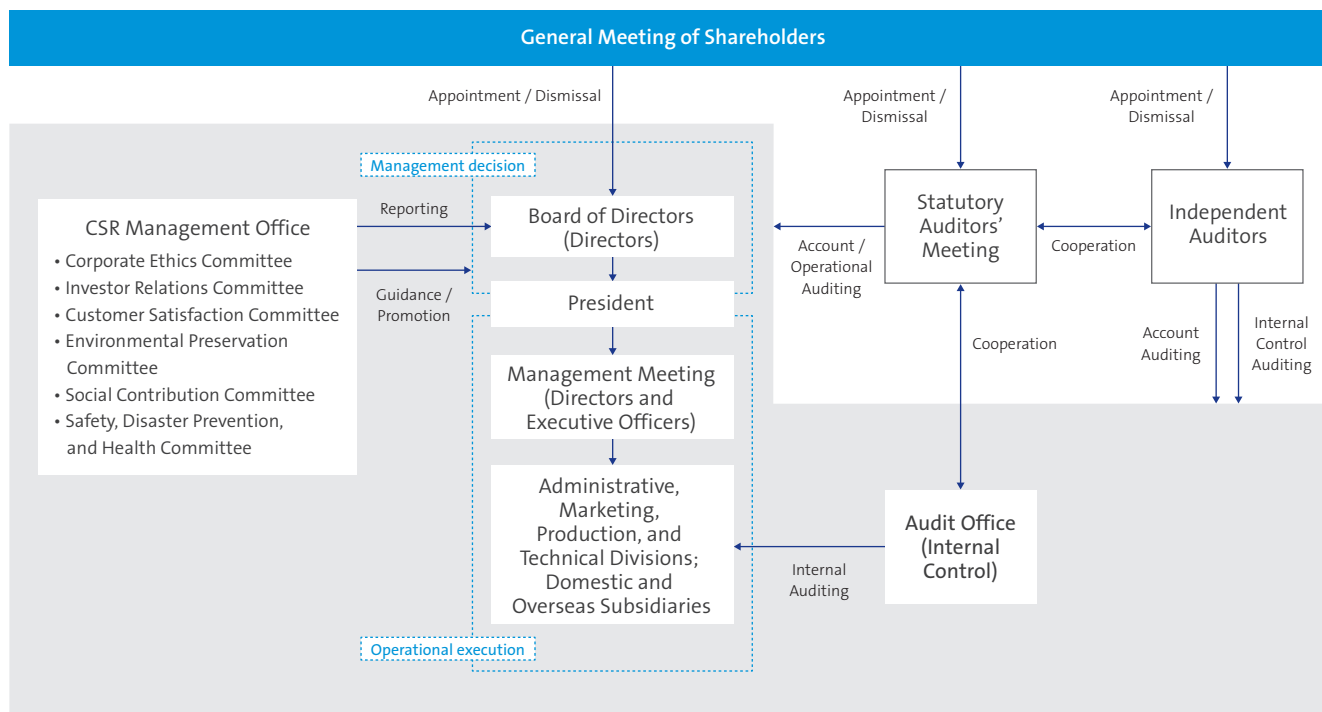 General Meeting of Shareholders
Appointment / Dismissal
Appointment /
Dismissal
Appointment /
Dismissal
Management decision
CSR Management Office
• Corporate Ethics Committee
• Investor Relations Committee
• Customer Satisfaction Committee
• Environmental Preservation
Committee
• Social Contribution Committee
• Safety, Disaster Prevention,
and Health Committee
Reporting
Guidance /
Promotion
Board of Directors
(Directors)
President
Management Meeting
(Directors and
Executive Officers)
Administrative,
Marketing,
Production, and
Technical Divisions;
Domestic and
Overseas Subsidiaries
Operational execution
Account /
Operational
Auditing
Statutory
Auditors’
Meeting
Cooperation
Independent
Auditors
Cooperation
Account
Auditing
Internal
Control
Auditing
Internal
Auditing
Audit Office
(Internal
Control)